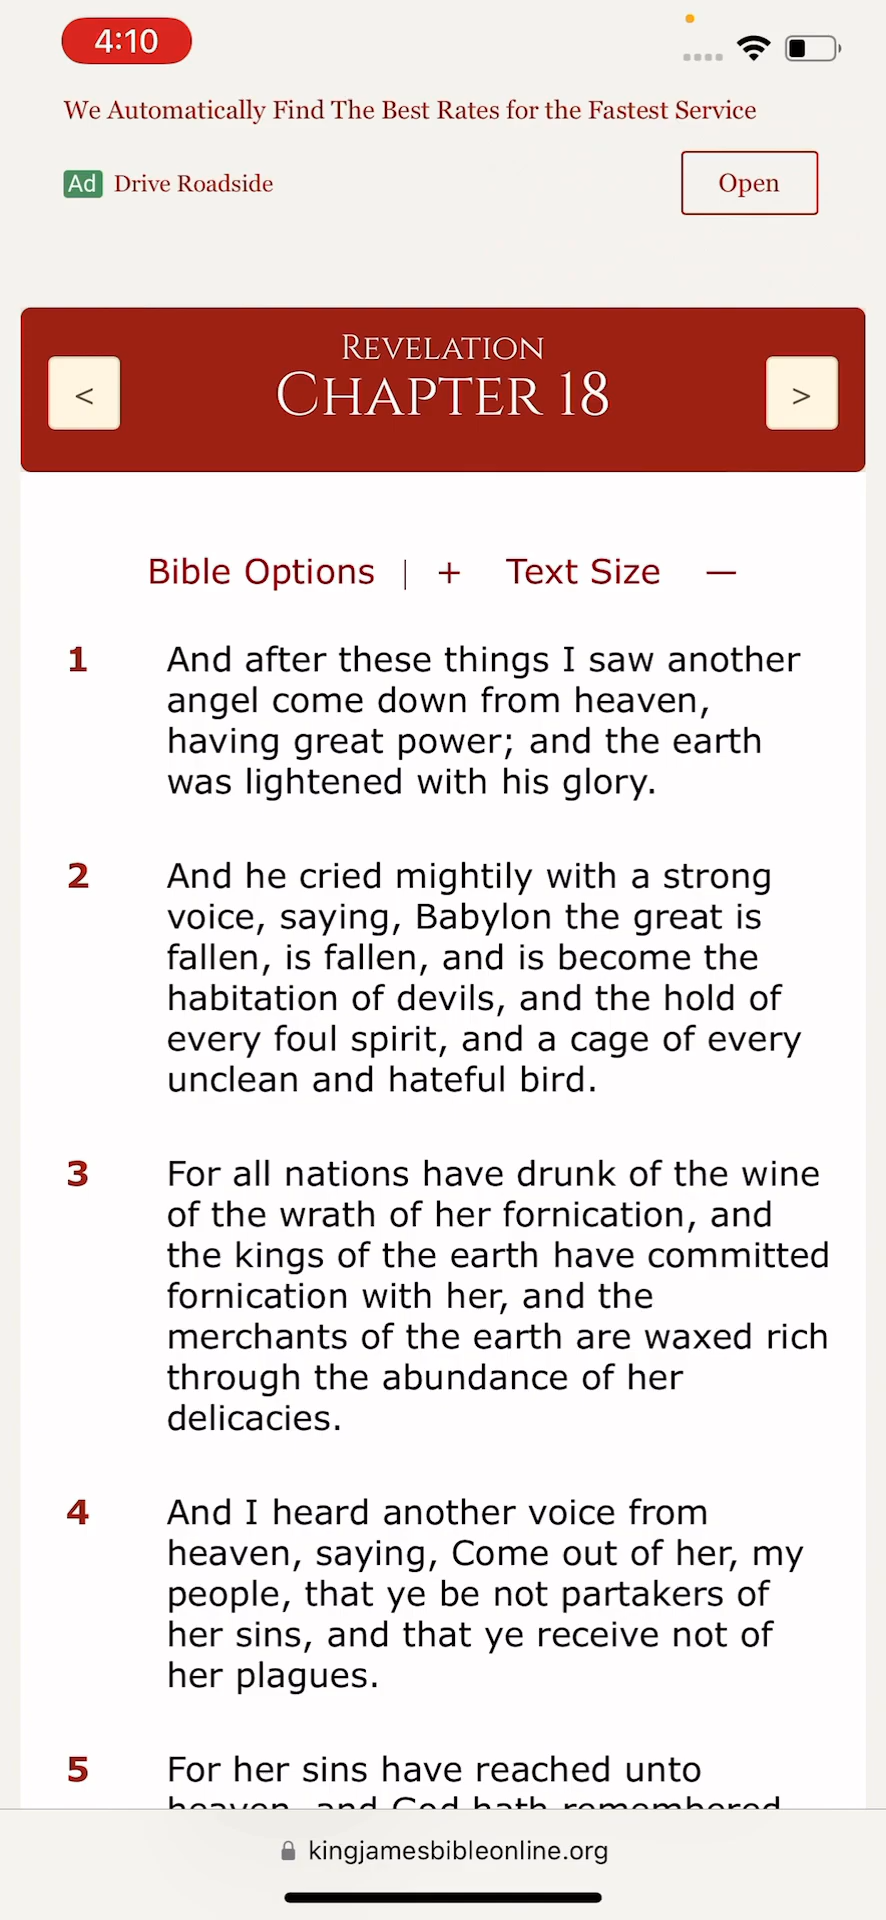 4:10
We Automatically Find The Best Rates for the Fastest Service
Ad Drive Roadside
Open
REVELATION
CHAPTER 18
<
>
Bible Options | + Text Size —
1 And after these things I saw another
angel come down from heaven,
having great power; and the earth
was lightened with his glory.
2 And he cried mightily with a strong
voice, saying, Babylon the great is
fallen, is fallen, and is become the
habitation of devils, and the hold of
every foul spirit, and a cage of every
unclean and hateful bird.
3 For all nations have drunk of the wine
of the wrath of her fornication, and
the kings of the earth have committed
fornication with her, and the
merchants of the earth are waxed rich
through the abundance of her
delicacies.
4 And I heard another voice from
heaven, saying, Come out of her, my
people, that ye be not partakers of
her sins, and that ye receive not of
her plagues.
5 For her sins have reached unto
heaven, and God hath remembered
kingjamesbibleonline.org